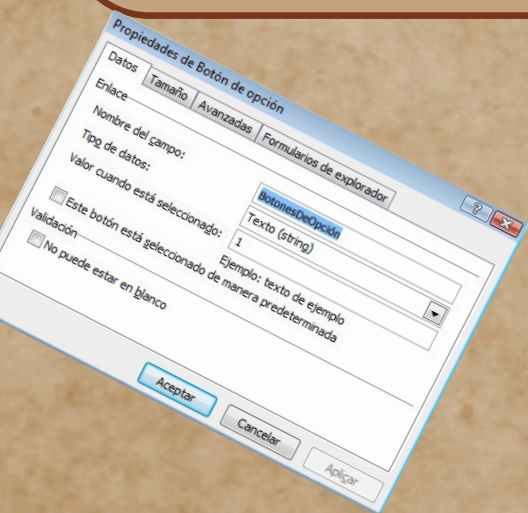 Propiedades de Botón de opción
Datos Tamaño Avanzadas Formularios de explorador
Enlace
Nombre del campo: BotonesDeOpción
Tipo de datos: Texto (string)
Valor cuando está seleccionado: 1
Ejemplo: texto de ejemplo
Este botón está seleccionado de manera predeterminada
Validación
No puede estar en blanco
Aceptar Cancelar Aplicar